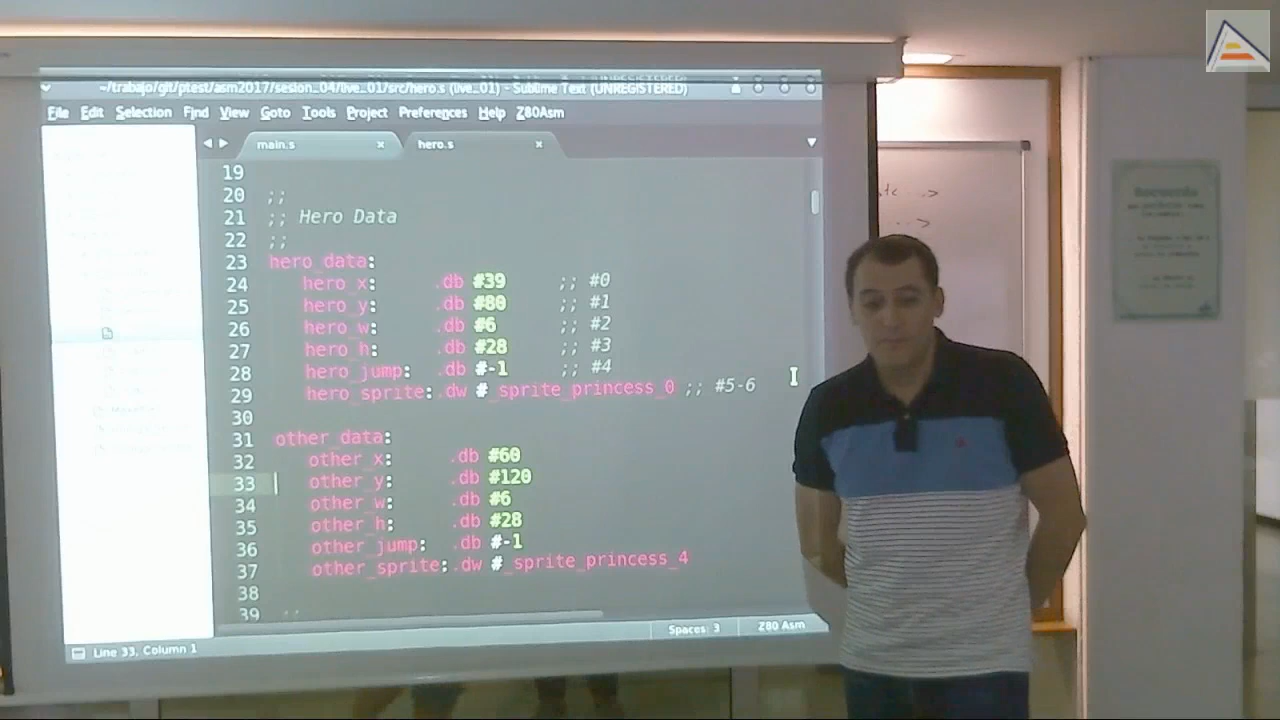 ~/trabajo/git/ptest/asm2017/sesion_04/live_01/src/hero.s (live_01) - Sublime Text (UNREGISTERED)
File Edit Selection Find View Goto Tools Project Preferences Help Z80Asm
main.s × hero.s ×
19
20 ;;
21 ;; Hero Data
22 ;;
23 hero_data:
24 hero_x: .db #39 ;; #0
25 hero_y: .db #80 ;; #1
26 hero_w: .db #6 ;; #2
27 hero_h: .db #28 ;; #3
28 hero_jump: .db #-1 ;; #4
29 hero_sprite: .dw #_sprite_princess_0 ;; #5-6
30
31 other_data:
32 other_x: .db #60
33 other_y: .db #120
34 other_w: .db #6
35 other_h: .db #28
36 other_jump: .db #-1
37 other_sprite: .dw #_sprite_princess_4
38
39 ;;
Line 33, Column 1 Spaces: 3 Z80 Asm
Recuerda